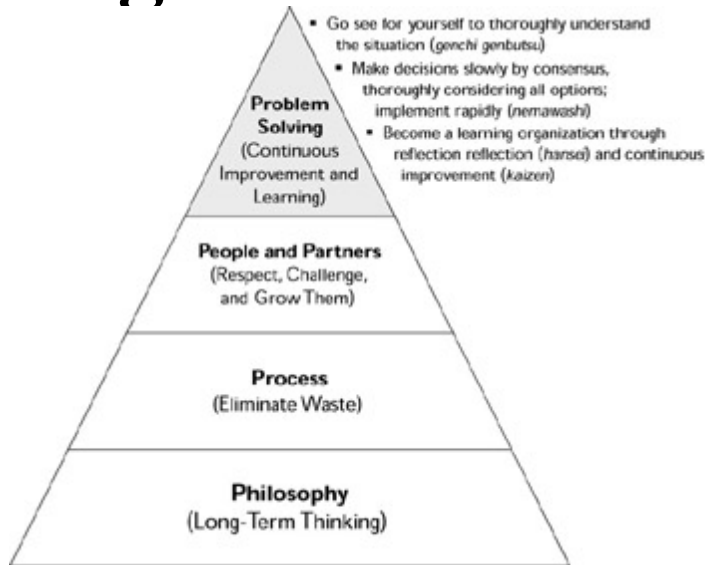 ▪ Go see for yourself to thoroughly understand
the situation (genchi genbutsu)
▪ Make decisions slowly by consensus,
thoroughly considering all options;
implement rapidly (nemawashi)
▪ Become a learning organization through
reflection reflection (hansei) and continuous
improvement (kaizen)
Problem
Solving
(Continuous
Improvement and
Learning)
People and Partners
(Respect, Challenge,
and Grow Them)
Process
(Eliminate Waste)
Philosophy
(Long-Term Thinking)